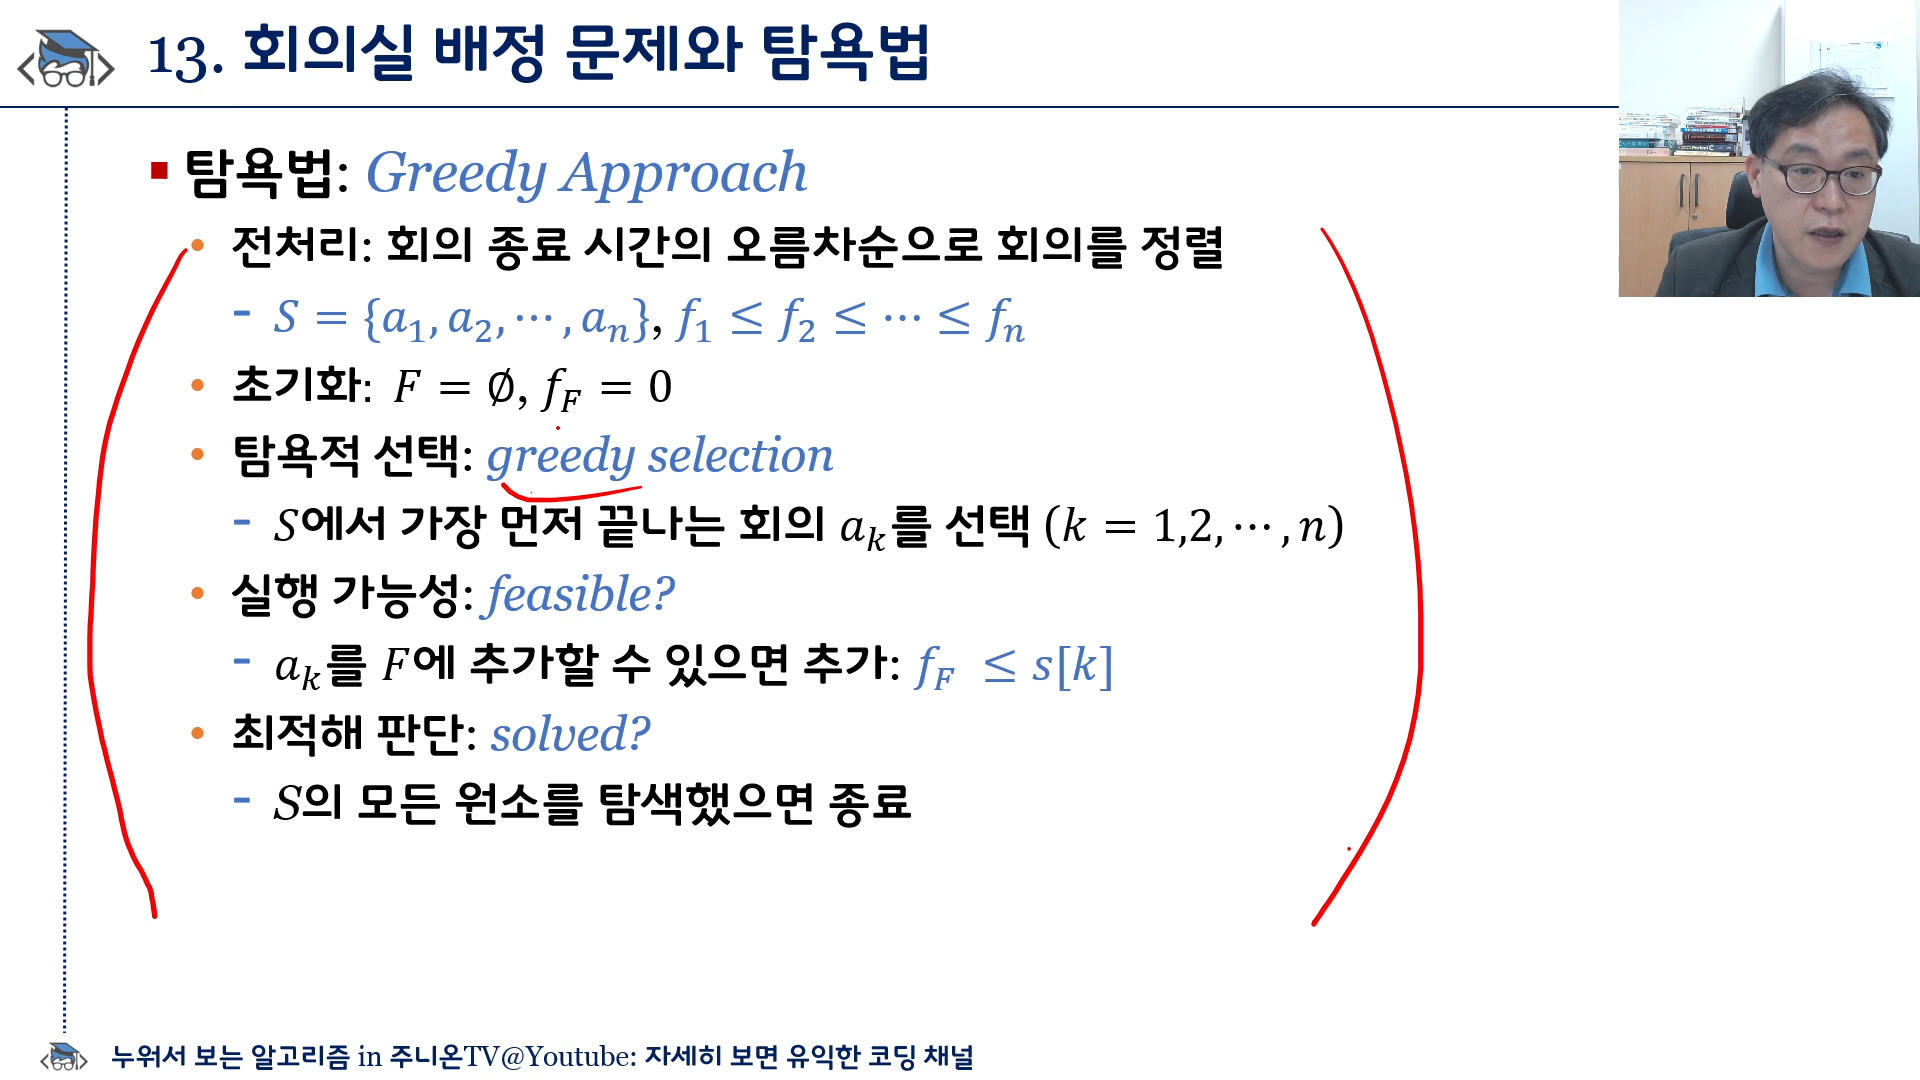 13. 회의실 배정 문제와 탐욕법
탐욕법: Greedy Approach
전처리: 회의 종료 시간의 오름차순으로 회의를 정렬
- S = {a₁, a₂, ⋯ , aₙ}, f₁ ≤ f₂ ≤ ⋯ ≤ fₙ
초기화: F = ∅, f_F = 0
탐욕적 선택: greedy selection
- S에서 가장 먼저 끝나는 회의 aₖ를 선택 (k = 1,2, ⋯ , n)
실행 가능성: feasible?
- aₖ를 F에 추가할 수 있으면 추가: f_F ≤ s[k]
최적해 판단: solved?
- S의 모든 원소를 탐색했으면 종료
누워서 보는 알고리즘 in 주니온TV@Youtube: 자세히 보면 유익한 코딩 채널